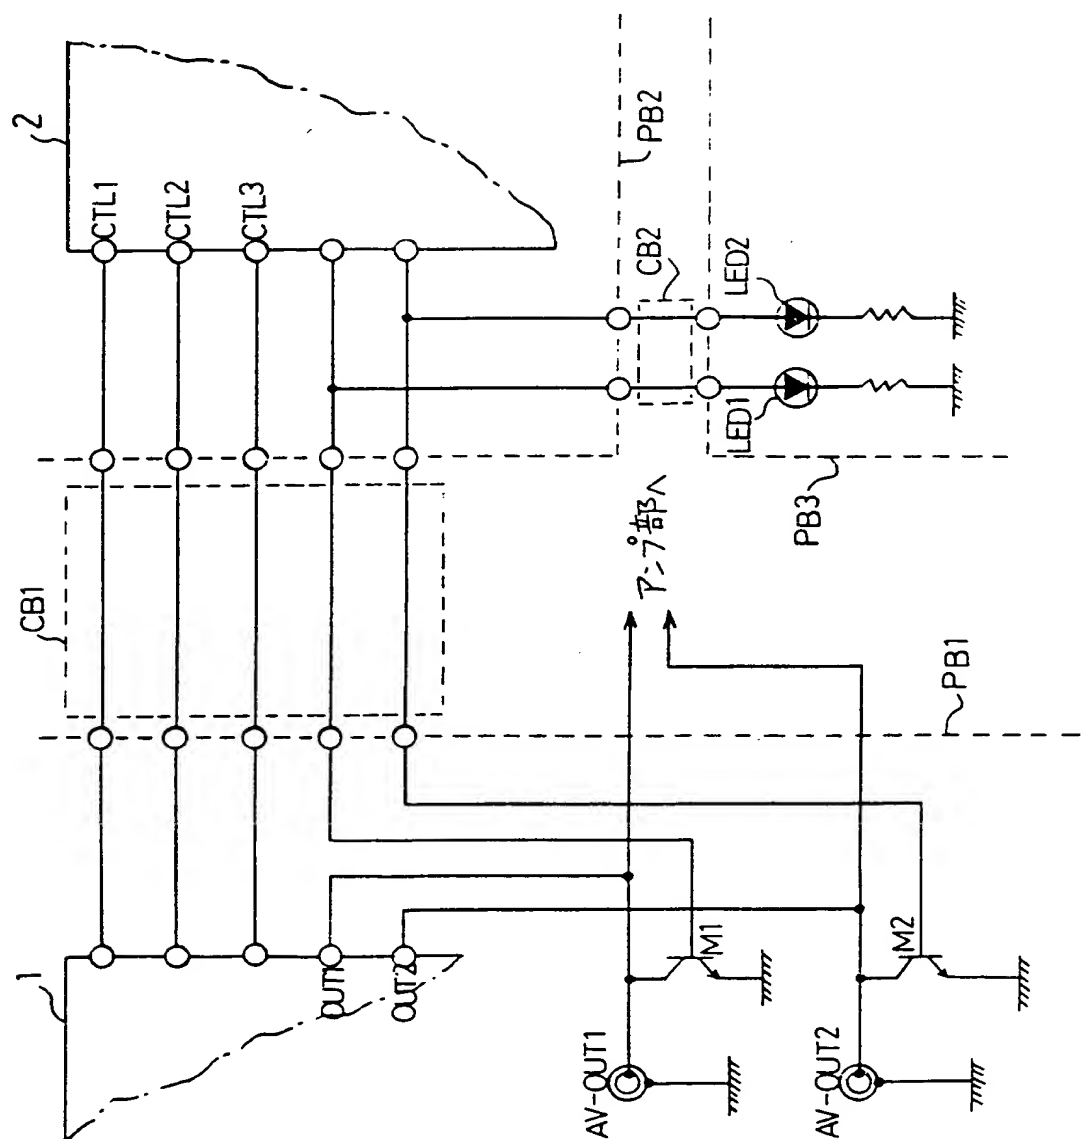 2
CTL1
CTL2
CTL3
PB2
CB2
LED2
LED1
PB3
CB1
アンプ部へ
PB1
1
OUT1
OUT2
M1
M2
AV-OUT1
AV-OUT2